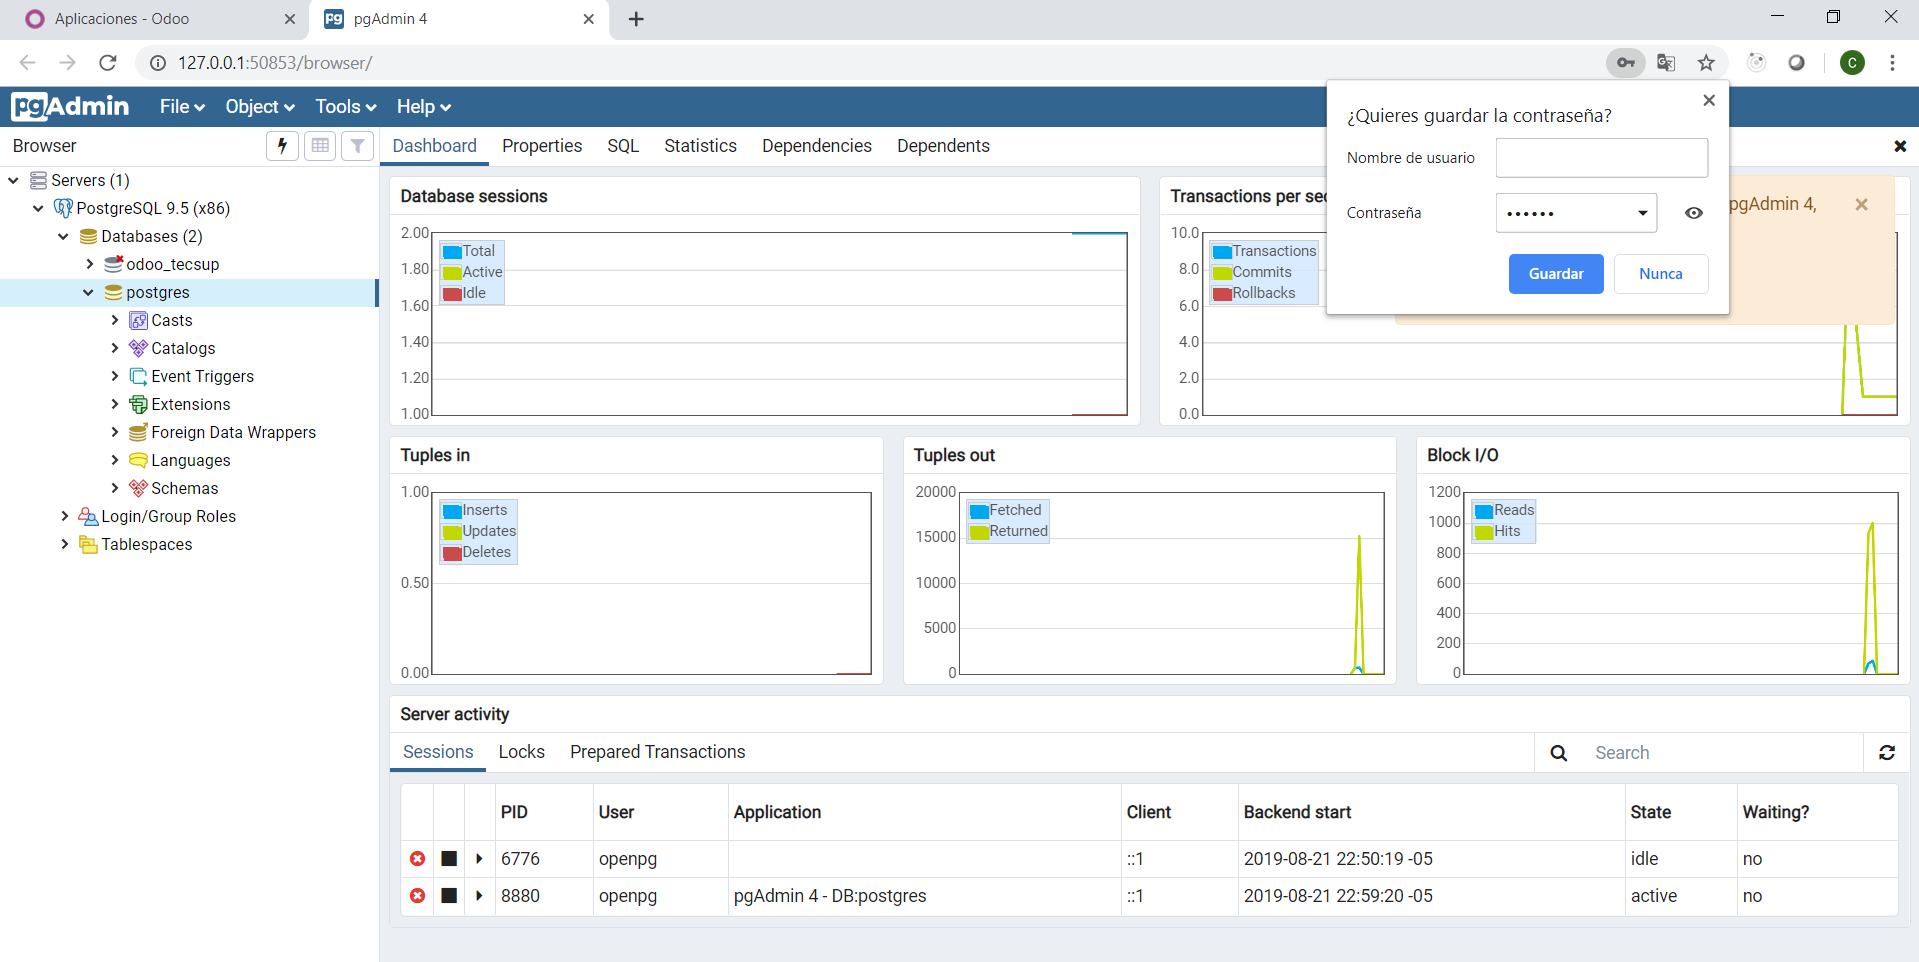 Aplicaciones - Odoo
pgAdmin 4
127.0.0.1:50853/browser/
C
pgAdmin File Object Tools Help
Browser
Dashboard Properties SQL Statistics Dependencies Dependents
Servers (1)
PostgreSQL 9.5 (x86)
Databases (2)
odoo_tecsup
postgres
Casts
Catalogs
Event Triggers
Extensions
Foreign Data Wrappers
Languages
Schemas
Login/Group Roles
Tablespaces
¿Quieres guardar la contraseña?
Nombre de usuario
Contraseña ••••••
Guardar Nunca
pgAdmin 4,
Database sessions
2.00
1.80
1.60
1.40
1.20
1.00
Total
Active
Idle
Transactions per sec
10.0
8.0
6.0
4.0
2.0
0.0
Transactions
Commits
Rollbacks
Tuples in
1.00
0.50
0.00
Inserts
Updates
Deletes
Tuples out
20000
15000
10000
5000
0
Fetched
Returned
Block I/O
1200
1000
800
600
400
200
0
Reads
Hits
Server activity
Sessions Locks Prepared Transactions Search
PID User Application Client Backend start State Waiting?
6776 openpg ::1 2019-08-21 22:50:19 -05 idle no
8880 openpg pgAdmin 4 - DB:postgres ::1 2019-08-21 22:59:20 -05 active no